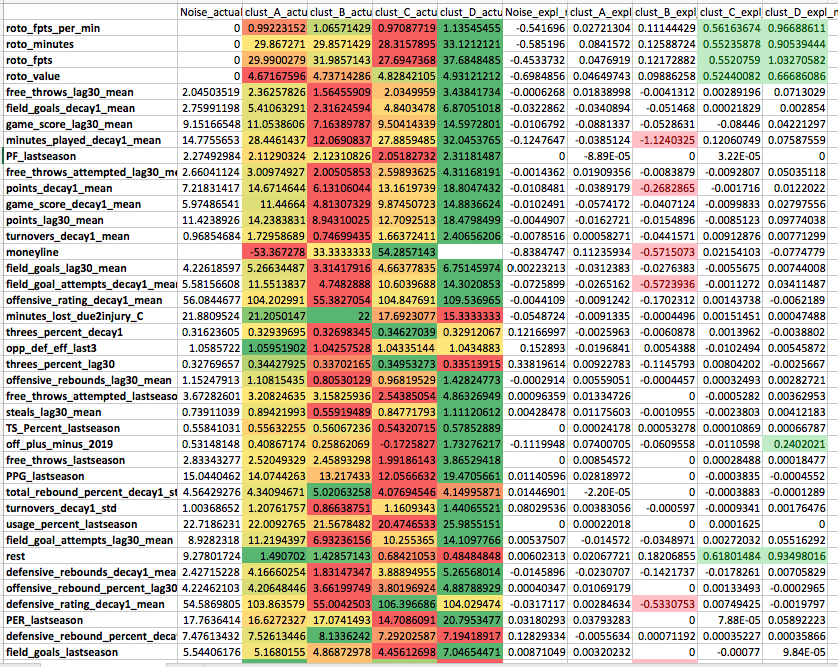 Noise_actual clust_A_actu clust_B_actu clust_C_actu clust_D_actu Noise_expl_r clust_A_expl clust_B_expl clust_C_expl clust_D_expl_n
roto_fpts_per_min 0 0.99223152 1.06571429 0.97087719 1.13545455 -0.541696 0.02721304 0.11144429 0.56163674 0.96688611
roto_minutes 0 29.867271 29.8571429 28.3157895 33.1212121 -0.585196 0.0841572 0.12588724 0.55235878 0.90539444
roto_fpts 0 29.9900279 31.9857143 27.6947368 37.6848485 -0.4533732 0.0476919 0.12172882 0.5520759 1.03270582
roto_value 0 4.67167596 4.73714286 4.82842105 4.93121212 -0.6984856 0.04649743 0.09886258 0.52440082 0.66686086
free_throws_lag30_mean 2.04503519 2.36257826 1.56455909 2.0349959 3.43841734 -0.0006268 0.01838998 -0.0041312 0.00289196 0.0713029
field_goals_decay1_mean 2.75991198 5.41063291 2.31624594 4.8403478 6.87051018 -0.0322862 -0.0340894 -0.051468 0.00021829 0.002854
game_score_lag30_mean 9.15166548 11.0538606 7.16389787 9.50414339 14.5972801 -0.0106792 -0.0881337 -0.0528631 -0.08446 0.04221297
minutes_played_decay1_mean 14.7755653 28.4461437 12.0690837 27.8859485 32.0453765 -0.1247647 -0.0385124 -1.1240325 0.12060749 0.07587559
PF_lastseason 2.27492984 2.11290324 2.12310826 2.05182732 2.31181487 0 -8.89E-05 0 3.22E-05 0
free_throws_attempted_lag30_me 2.66041124 3.00974927 2.00505853 2.59893625 4.31168191 -0.0014362 0.01909356 -0.0083879 -0.0092807 0.05035118
points_decay1_mean 7.21831417 14.6714644 6.13106044 13.1619739 18.8047432 -0.0108481 -0.0389179 -0.2682865 -0.001716 0.0122022
game_score_decay1_mean 5.97486541 11.44664 4.81307329 9.87450723 14.8836624 -0.0102491 -0.0574172 -0.0407124 -0.0099833 0.02797556
points_lag30_mean 11.4238926 14.2383831 8.94310025 12.7092513 18.4798499 -0.0044907 -0.0162721 -0.0154896 -0.0085123 0.09774038
turnovers_decay1_mean 0.96854684 1.72958689 0.74699435 1.66372411 2.40656206 -0.0078516 0.00058271 -0.0441571 0.00912876 0.00771299
moneyline -53.367278 33.3333333 54.2857143 -0.8384747 0.11235934 -0.5715073 0.02154103 -0.0774779
field_goals_lag30_mean 4.22618597 5.26634487 3.31417916 4.66377835 6.75145974 0.00223213 -0.0312383 -0.0276383 -0.0055675 0.00744008
field_goal_attempts_decay1_mear 5.58156608 11.5513837 4.7482888 10.6039688 14.3020853 -0.0725899 -0.0265162 -0.5723936 -0.0011272 0.03411487
offensive_rating_decay1_mean 56.0844677 104.202991 55.3827054 104.847691 109.536965 -0.0044109 -0.0091242 -0.1702312 0.00143738 -0.0062189
minutes_lost_due2injury_C 21.8809524 21.2050147 22 17.6923077 15.3333333 -0.0548724 -0.0091335 -0.0004496 0.00151451 0.00047488
threes_percent_decay1 0.31623605 0.32939695 0.32698345 0.34627039 0.32912067 0.12166997 -0.0025963 -0.0060878 0.0013962 -0.0038802
opp_def_eff_last3 1.0585722 1.05951902 1.04257528 1.04335144 1.0434883 0.152893 -0.0196841 0.0054388 -0.0102494 0.00545872
threes_percent_lag30 0.32769657 0.34427925 0.33702165 0.34953273 0.33513915 0.33819614 0.00922783 -0.1145793 0.00804202 -0.0025667
offensive_rebounds_lag30_mean 1.15247913 1.10815435 0.80530129 0.96819529 1.42824773 -0.0002914 0.00559051 -0.0004457 0.00032493 0.00282721
free_throws_attempted_lastseaso 3.67282601 3.20824635 3.15825936 2.54385054 4.86326949 0.00096359 0.01334726 0 -0.0005282 0.00362953
steals_lag30_mean 0.73911039 0.89421993 0.55919489 0.84771793 1.11120612 0.00428478 0.01175603 -0.0010955 -0.0023803 0.00412183
TS_Percent_lastseason 0.55841031 0.55632255 0.56067236 0.54320715 0.57852889 0 0.00024178 0.00053278 0.00010869 0.00066787
off_plus_minus_2019 0.53148148 0.40867174 0.25862069 -0.1725827 1.73276217 -0.1119948 0.07400705 -0.0609558 -0.0110598 0.2402021
free_throws_lastseason 2.83343277 2.52049329 2.45893298 1.99186143 3.86529418 0 0.00854572 0 0.00028488 0.00018477
PPG_lastseason 15.0440462 14.0744263 13.217433 12.0566632 19.4705661 0.01140596 0.02818972 0 -0.0003835 -0.0004552
total_rebound_percent_decay1_st 4.56429276 4.34094671 5.02063258 4.07694546 4.14995871 0.01446901 -2.20E-05 0 -0.0003883 -0.0001289
turnovers_decay1_std 1.00368652 1.20761757 0.86638751 1.1609343 1.44065521 0.08029536 0.00383056 -0.000597 -0.0009341 0.00176476
usage_percent_lastseason 22.7186231 22.0092765 21.5678482 20.4746533 25.9855151 0 0.00022018 0 0.0001625 0
field_goal_attempts_lag30_mean 8.9282318 11.2194397 6.93236156 10.255365 14.1097766 0.00537507 -0.014572 -0.0348971 0.00272032 0.05516292
rest 9.27801724 1.490702 1.42857143 0.68421053 0.48484848 0.00602313 0.02067721 0.18206855 0.61801484 0.93498016
defensive_rebounds_decay1_mea 2.42715228 4.16660254 1.83147347 3.88894955 5.26568014 -0.0145896 -0.0230707 -0.1421737 -0.0178261 0.00705829
offensive_rebound_percent_lag30 4.22462103 4.20648446 3.66199749 3.80196924 4.88788929 0.00040347 0.01069179 0 0.00133493 -0.0002965
defensive_rating_decay1_mean 54.5869805 103.863579 55.0042503 106.396686 104.029474 -0.0317117 0.00284634 -0.5330753 0.00749425 -0.0019797
PER_lastseason 17.7636414 16.6272327 17.0741493 14.7086091 20.7953477 0.03180293 0.03793283 0 7.88E-05 0.05892223
defensive_rebound_percent_deca 7.47613432 7.52613446 8.1336242 7.29202587 7.19418917 0.12829334 -0.0055634 0.00071192 0.00035227 0.00035866
field_goals_lastseason 5.54406176 5.1680155 4.86872978 4.45612698 7.04654471 0.00871049 0.00320232 0 -0.00077 9.84E-05